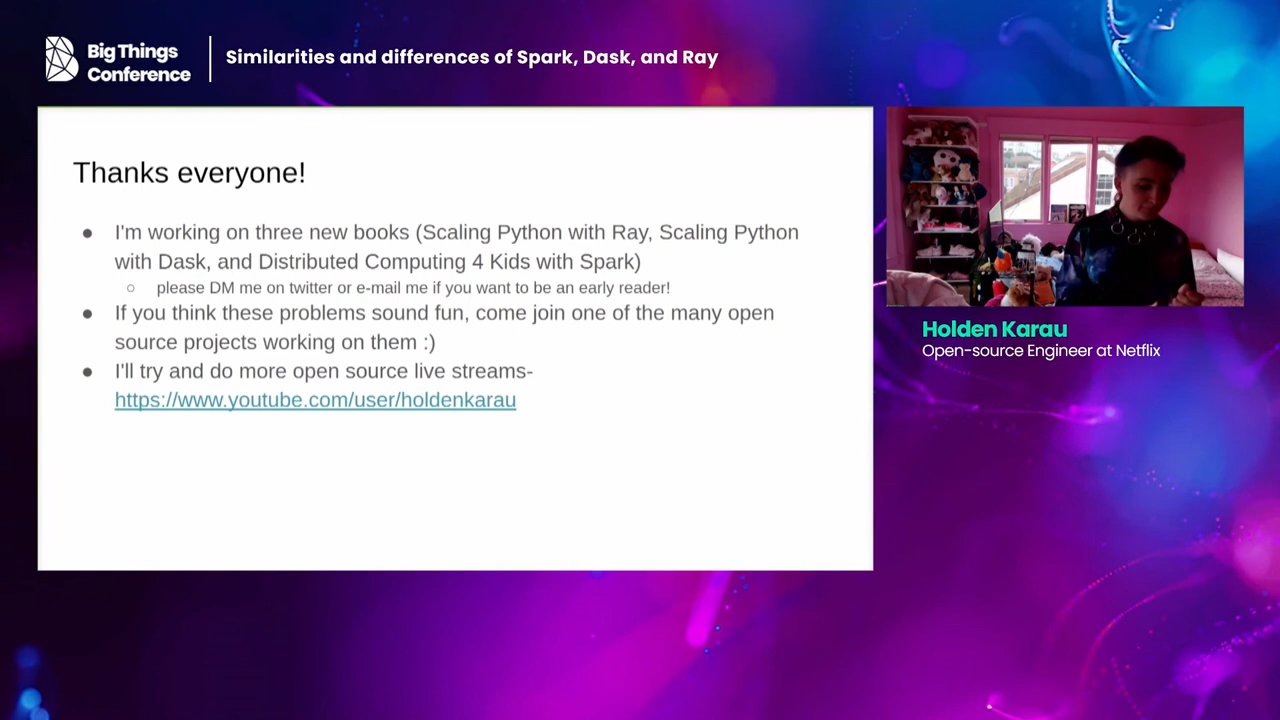 Big Things
Conference
Similarities and differences of Spark, Dask, and Ray
Thanks everyone!
● I'm working on three new books (Scaling Python with Ray, Scaling Python
with Dask, and Distributed Computing 4 Kids with Spark)
○ please DM me on twitter or e-mail me if you want to be an early reader!
● If you think these problems sound fun, come join one of the many open
source projects working on them :)
● I'll try and do more open source live streams-
https://www.youtube.com/user/holdenkarau
Holden Karau
Open-source Engineer at Netflix